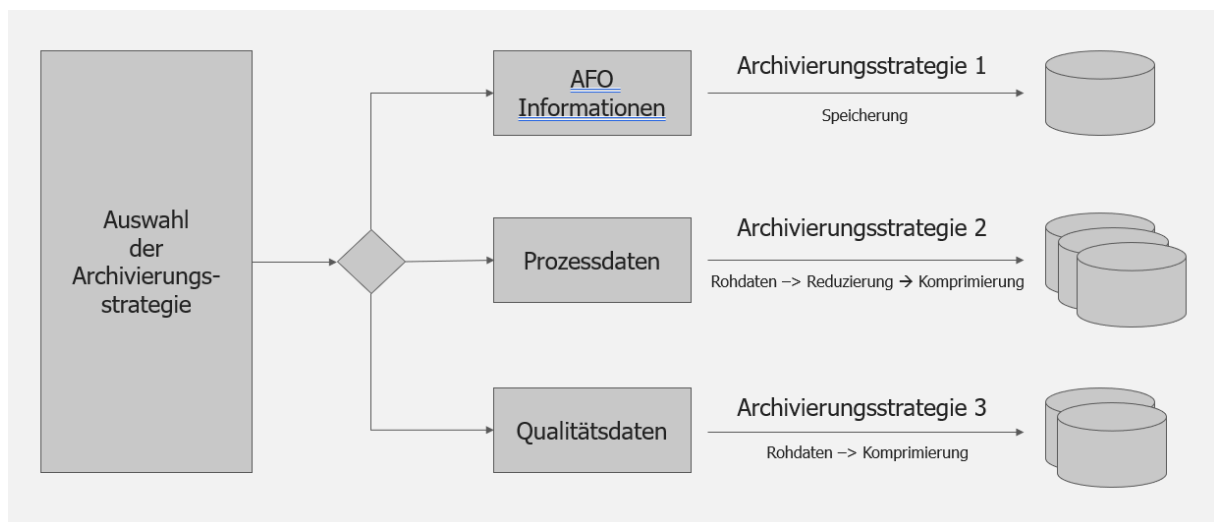 Auswahl
der
Archivierungs-
strategie
AFO
Informationen
Archivierungsstrategie 1
Speicherung
Prozessdaten
Archivierungsstrategie 2
Rohdaten –> Reduzierung → Komprimierung
Qualitätsdaten
Archivierungsstrategie 3
Rohdaten –> Komprimierung